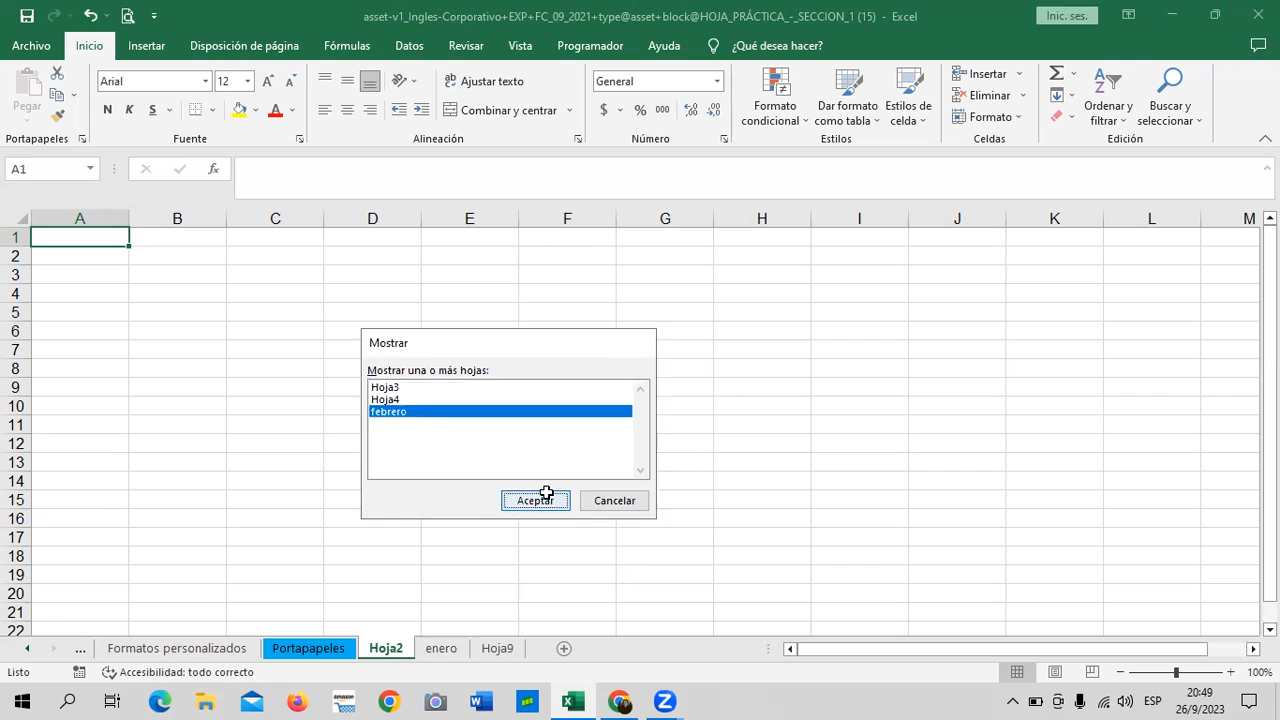 asset-v1_Ingles-Corporativo+EXP+FC_09_2021+type@asset+block@HOJA_PRÁCTICA_-_SECCION_1 (15) - Excel
Inic. ses.
Archivo Inicio Insertar Disposición de página Fórmulas Datos Revisar Vista Programador Ayuda ¿Qué desea hacer?
Pegar
Portapapeles
Arial 12
N K S
Fuente
Ajustar texto
Combinar y centrar
Alineación
General
$ % 000
Número
Formato condicional
Dar formato como tabla
Estilos de celda
Estilos
Insertar
Eliminar
Formato
Celdas
Ordenar y filtrar
Buscar y seleccionar
Edición
A1
fx
A B C D E F G H I J K L M
1
2
3
4
5
6
7
8
9
10
11
12
13
14
15
16
17
18
19
20
21
22
Mostrar
Mostrar una o más hojas:
Hoja3
Hoja4
febrero
Aceptar Cancelar
... Formatos personalizados Portapapeles Hoja2 enero Hoja9
Listo Accesibilidad: todo correcto 100%
ESP
20:49
26/9/2023